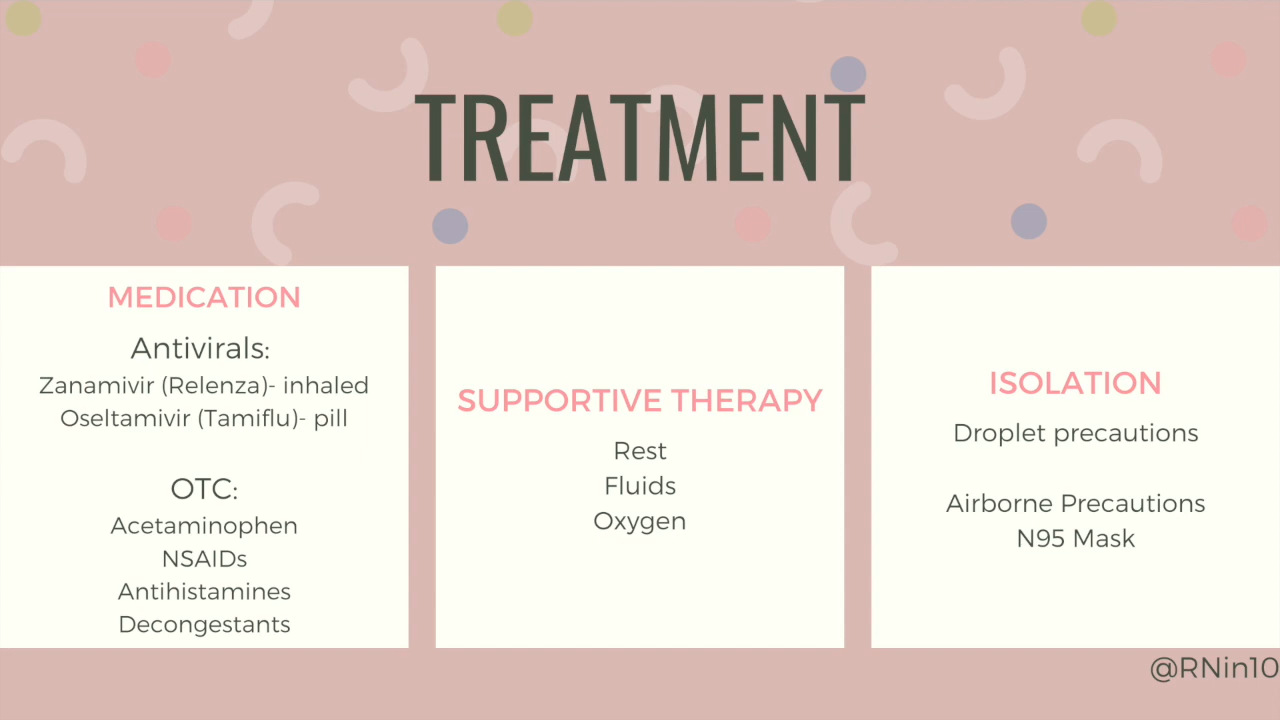 TREATMENT
MEDICATION
Antivirals:
Zanamivir (Relenza)- inhaled
Oseltamivir (Tamiflu)- pill
OTC:
Acetaminophen
NSAIDs
Antihistamines
Decongestants
SUPPORTIVE THERAPY
Rest
Fluids
Oxygen
ISOLATION
Droplet precautions
Airborne Precautions
N95 Mask
@RNin10